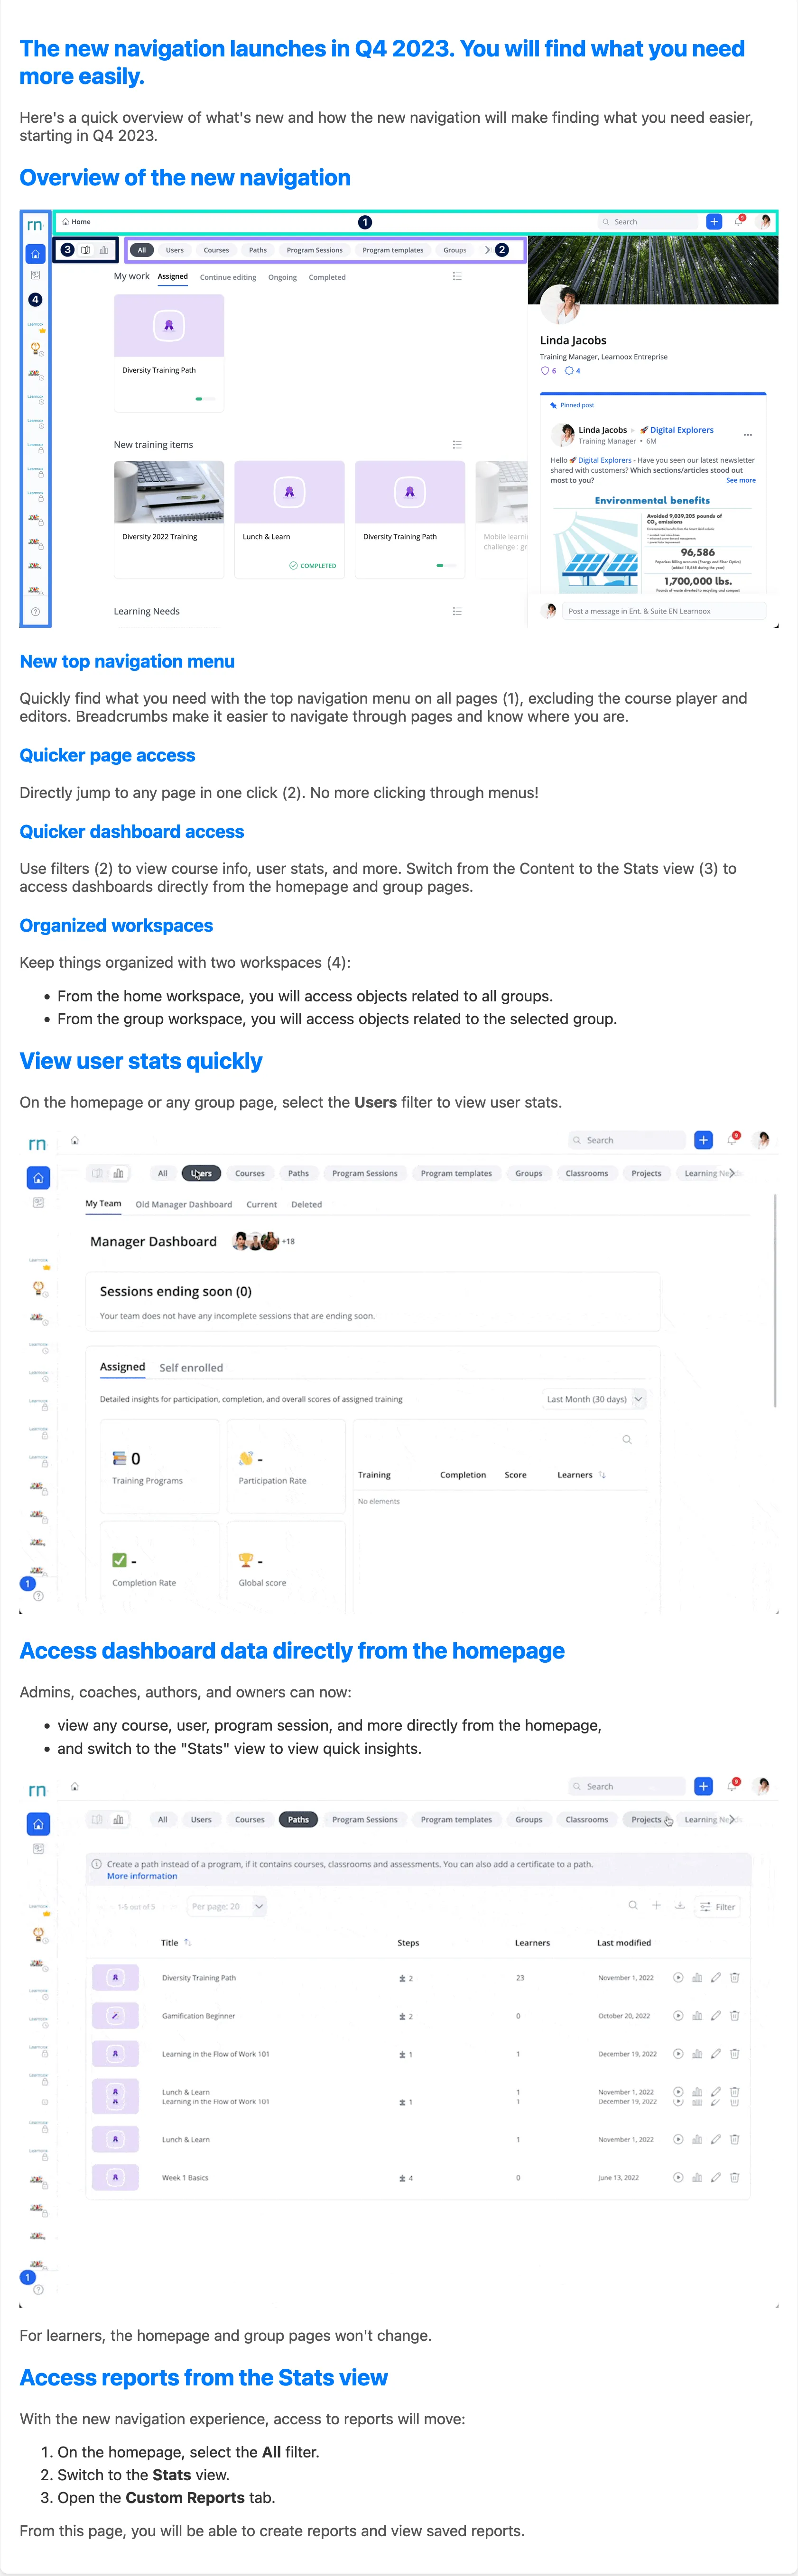 The new navigation launches in Q4 2023. You will find what you need
more easily.
Here's a quick overview of what's new and how the new navigation will make finding what you need easier,
starting in Q4 2023.
Overview of the new navigation
rn
Home
1
Search
3
All
Users
Courses
Paths
Program Sessions
Program templates
Groups
2
4
My work
Assigned
Continue editing
Ongoing
Completed
Diversity Training Path
Linda Jacobs
Training Manager, Learnoox Entreprise
6
4
Pinned post
Linda Jacobs
🚀 Digital Explorers
Training Manager • 6M
Hello 🚀 Digital Explorers - Have you seen our latest newsletter
shared with customers? Which sections/articles stood out
most to you?
See more
Environmental benefits
Avoided 9,039,205 pounds of
CO₂ emissions
96,586
Paperless Billing accounts (Energy and Fiber Optics)
1,700,000 lbs.
Pounds of waste diverted to recycling and compost
Post a message in Ent. & Suite EN Learnoox
New training items
Diversity 2022 Training
Lunch & Learn
COMPLETED
Diversity Training Path
Mobile learni
challenge : gr
Learning Needs
New top navigation menu
Quickly find what you need with the top navigation menu on all pages (1), excluding the course player and
editors. Breadcrumbs make it easier to navigate through pages and know where you are.
Quicker page access
Directly jump to any page in one click (2). No more clicking through menus!
Quicker dashboard access
Use filters (2) to view course info, user stats, and more. Switch from the Content to the Stats view (3) to
access dashboards directly from the homepage and group pages.
Organized workspaces
Keep things organized with two workspaces (4):
• From the home workspace, you will access objects related to all groups.
• From the group workspace, you will access objects related to the selected group.
View user stats quickly
On the homepage or any group page, select the Users filter to view user stats.
rn
Search
9
All
Users
Courses
Paths
Program Sessions
Program templates
Groups
Classrooms
Projects
Learning Needs
My Team
Old Manager Dashboard
Current
Deleted
Manager Dashboard
+18
Sessions ending soon (0)
Your team does not have any incomplete sessions that are ending soon.
Assigned
Self enrolled
Detailed insights for participation, completion, and overall scores of assigned training
Last Month (30 days)
0
Training Programs
-
Participation Rate
Training
Completion
Score
Learners
No elements
-
Completion Rate
-
Global score
1
Access dashboard data directly from the homepage
Admins, coaches, authors, and owners can now:
• view any course, user, program session, and more directly from the homepage,
• and switch to the "Stats" view to view quick insights.
rn
Search
9
All
Users
Courses
Paths
Program Sessions
Program templates
Groups
Classrooms
Projects
Learning Needs
Create a path instead of a program, if it contains courses, classrooms and assessments. You can also add a certificate to a path.
More information
1-5 out of 5
Per page: 20
Filter
Title
Steps
Learners
Last modified
Diversity Training Path
2
23
November 1, 2022
Gamification Beginner
2
0
October 20, 2022
Learning in the Flow of Work 101
1
1
December 19, 2022
Lunch & Learn
1
November 1, 2022
Learning in the Flow of Work 101
1
1
December 19, 2022
Lunch & Learn
1
November 1, 2022
Week 1 Basics
4
0
June 13, 2022
1
For learners, the homepage and group pages won't change.
Access reports from the Stats view
With the new navigation experience, access to reports will move:
1. On the homepage, select the All filter.
2. Switch to the Stats view.
3. Open the Custom Reports tab.
From this page, you will be able to create reports and view saved reports.